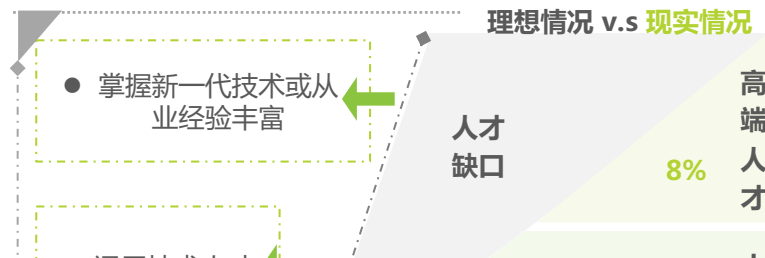 理想情况 v.s 现实情况
● 掌握新一代技术或从
业经验丰富
人才
缺口
8%
高
端
人
才